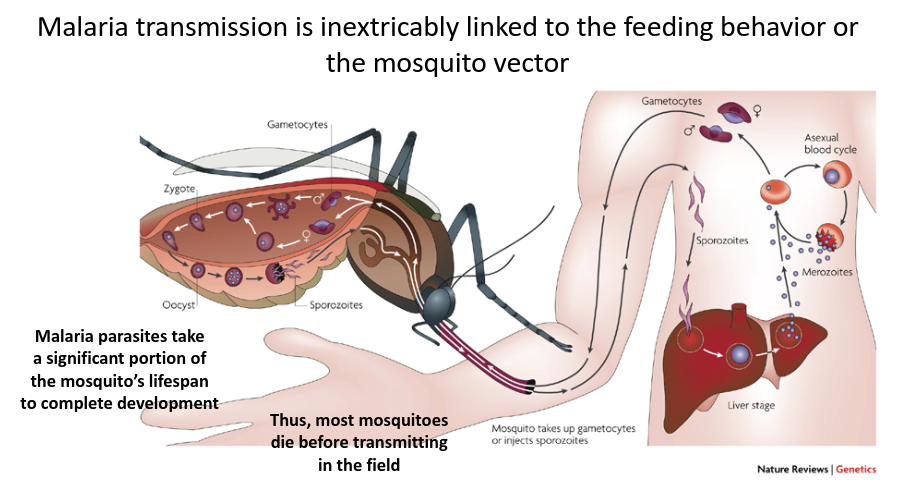 Malaria transmission is inextricably linked to the feeding behavior or
the mosquito vector
Gametocytes
Zygote
Oocyst
Sporozoites
Gametocytes
♀
♂
Asexual
blood cycle
Sporozoites
Merozoites
Liver stage
♂
♀
Malaria parasites take
a significant portion of
the mosquito’s lifespan
to complete development
Thus, most mosquitoes
die before transmitting
in the field
Mosquito takes up gametocytes
or injects sporozoites
Nature Reviews | Genetics